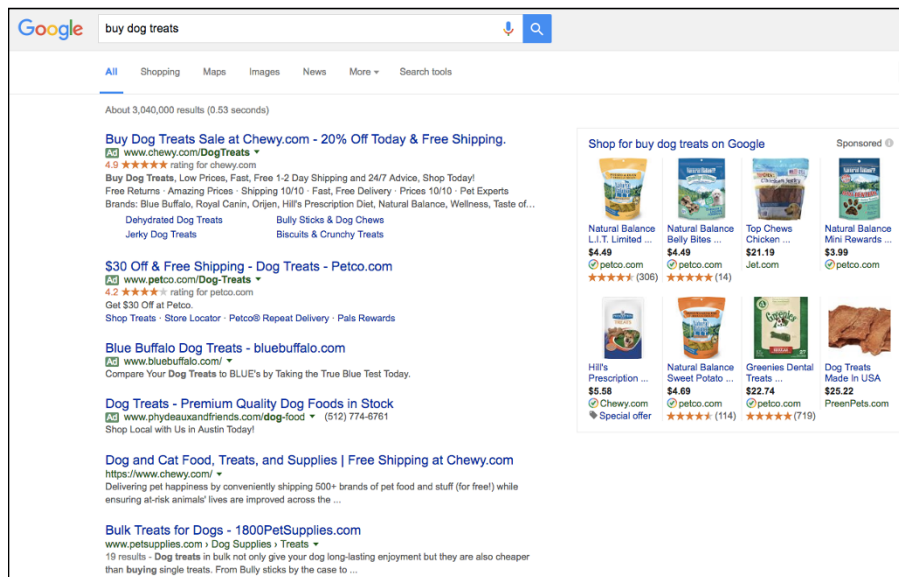 Google
buy dog treats
All Shopping Maps Images News More Search tools
About 3,040,000 results (0.53 seconds)
Buy Dog Treats Sale at Chewy.com - 20% Off Today & Free Shipping.
Ad www.chewy.com/DogTreats
4.9 ★★★★★ rating for chewy.com
Buy Dog Treats, Low Prices, Fast, Free 1-2 Day Shipping and 24/7 Advice, Shop Today!
Free Returns · Amazing Prices · Shipping 10/10 · Fast, Free Delivery · Prices 10/10 · Pet Experts
Brands: Blue Buffalo, Royal Canin, Orijen, Hill's Prescription Diet, Natural Balance, Wellness, Taste of…
Dehydrated Dog Treats Bully Sticks & Dog Chews
Jerky Dog Treats Biscuits & Crunchy Treats
$30 Off & Free Shipping - Dog Treats - Petco.com
Ad www.petco.com/Dog-Treats
4.2 ★★★★★ rating for petco.com
Get $30 Off at Petco.
Shop Treats · Store Locator · Petco® Repeat Delivery · Pals Rewards
Blue Buffalo Dog Treats - bluebuffalo.com
Ad www.bluebuffalo.com/
Compare Your Dog Treats to BLUE's by Taking the True Blue Test Today.
Dog Treats - Premium Quality Dog Foods in Stock
Ad www.phydeauxandfriends.com/dog-food (512) 774-6761
Shop Local with Us in Austin Today!
Dog and Cat Food, Treats, and Supplies | Free Shipping at Chewy.com
https://www.chewy.com/
Delivering pet happiness by conveniently shipping 500+ brands of pet food and stuff (for free!) while
ensuring at-risk animals' lives are improved across the ...
Bulk Treats for Dogs - 1800PetSupplies.com
www.petsupplies.com › Dog Supplies › Treats
19 results - Dog treats in bulk not only give your dog long-lasting enjoyment but they are also cheaper
than buying single treats. From Bully sticks by the case to ...
Shop for buy dog treats on Google Sponsored
Natural Balance L.I.T. Limited ...
$4.49
petco.com
★★★★★ (306)
Natural Balance Belly Bites ...
$4.49
petco.com
★★★★★ (14)
Top Chews Chicken ...
$21.19
Jet.com
Natural Balance Mini Rewards ...
$3.99
petco.com
Hill's Prescription ...
$5.58
Chewy.com
Special offer
Natural Balance Sweet Potato ...
$4.69
petco.com
★★★★★ (114)
Greenies Dental Treats ...
$22.74
petco.com
★★★★★ (719)
Dog Treats Made In USA
$25.22
PreenPets.com